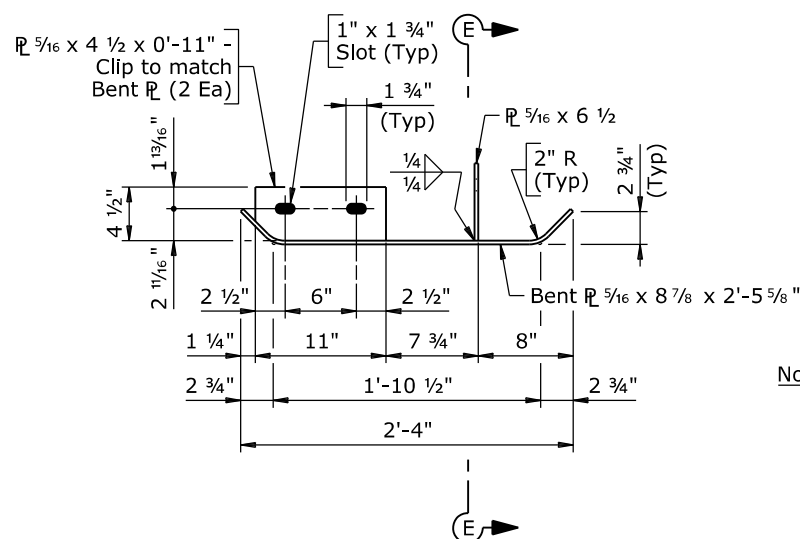 E
1" x 1 ¾"
Slot (Typ)
℄ 5/16 x 4 ½ x 0'-11" -
Clip to match
Bent ℄ (2 Ea)
1 ¾"
(Typ)
℄ 5/16 x 6 ½
2" R
(Typ)
2 ¾"
(Typ)
¼
¼
1 13/16"
4 ½"
2 11/16"
Bent ℄ 5/16 x 8 ⅞ x 2'-5 ⅝"
2 ½"
6"
2 ½"
1 ¼"
11"
7 ¾"
8"
2 ¾"
1'-10 ½"
2 ¾"
No
2'-4"
E